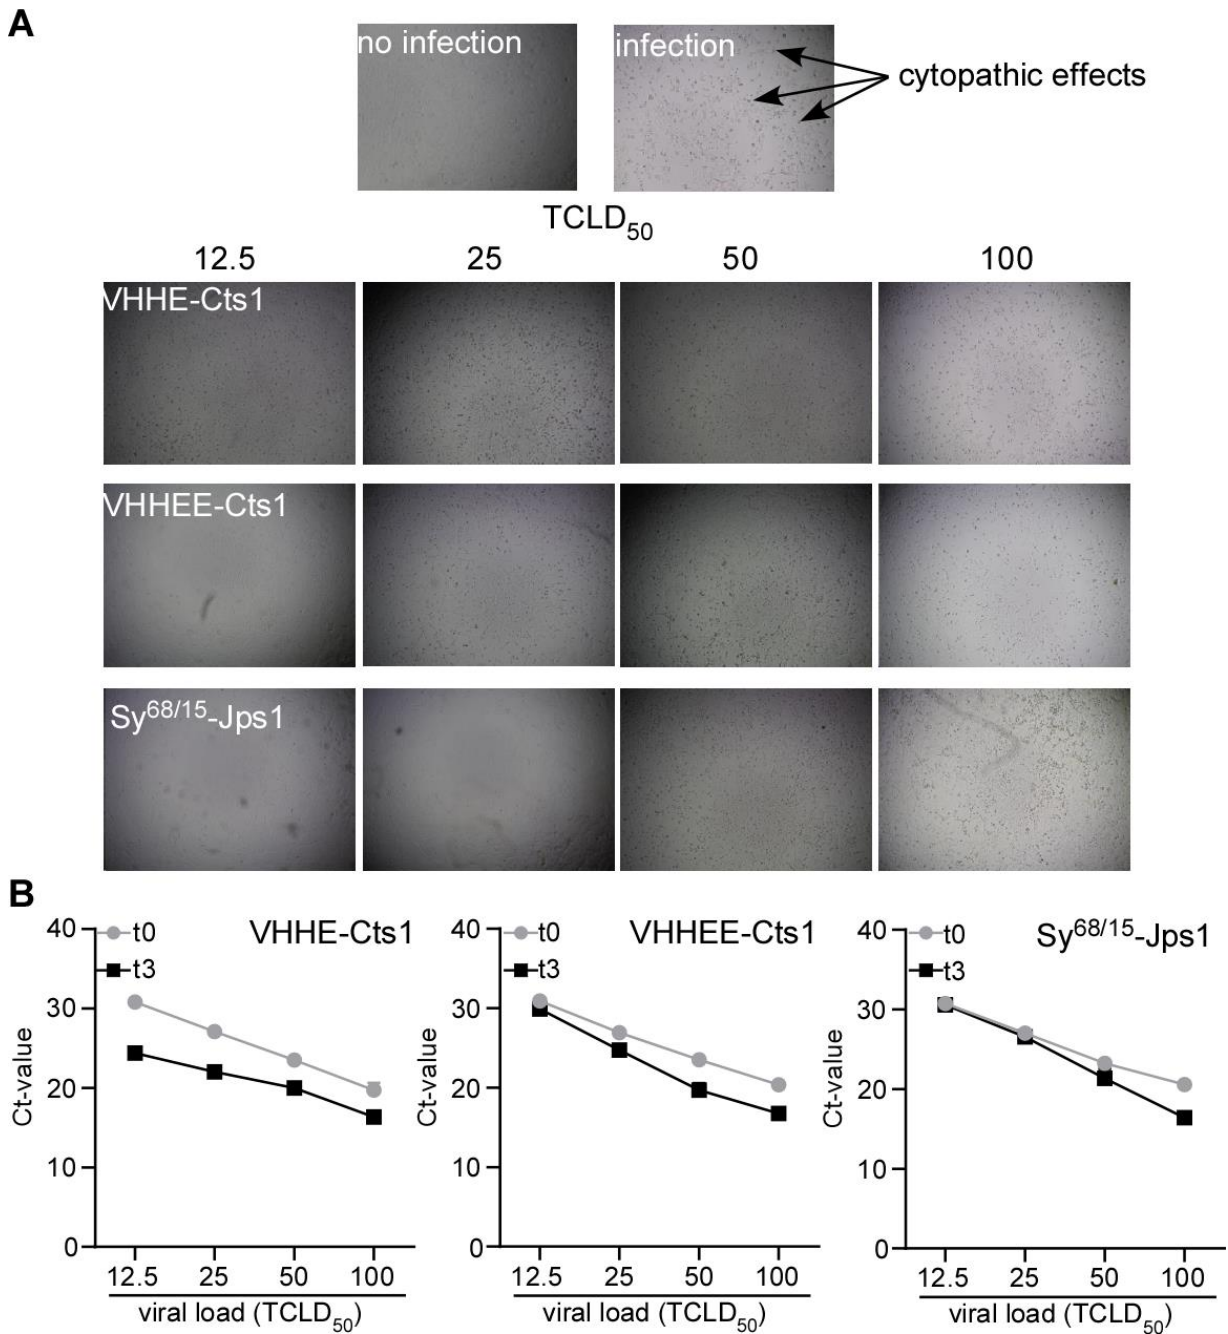 A
no infection
infection
cytopathic effects
TCLD50
12.5 25 50 100
VHHE-Cts1
VHHEE-Cts1
Sy68/15-Jps1
B
VHHE-Cts1
t0
t3
40
30
20
10
0
Ct-value
12.5 25 50 100
viral load (TCLD50)
VHHEE-Cts1
t0
t3
40
30
20
10
0
Ct-value
12.5 25 50 100
viral load (TCLD50)
Sy68/15-Jps1
t0
t3
40
30
20
10
0
Ct-value
12.5 25 50 100
viral load (TCLD50)